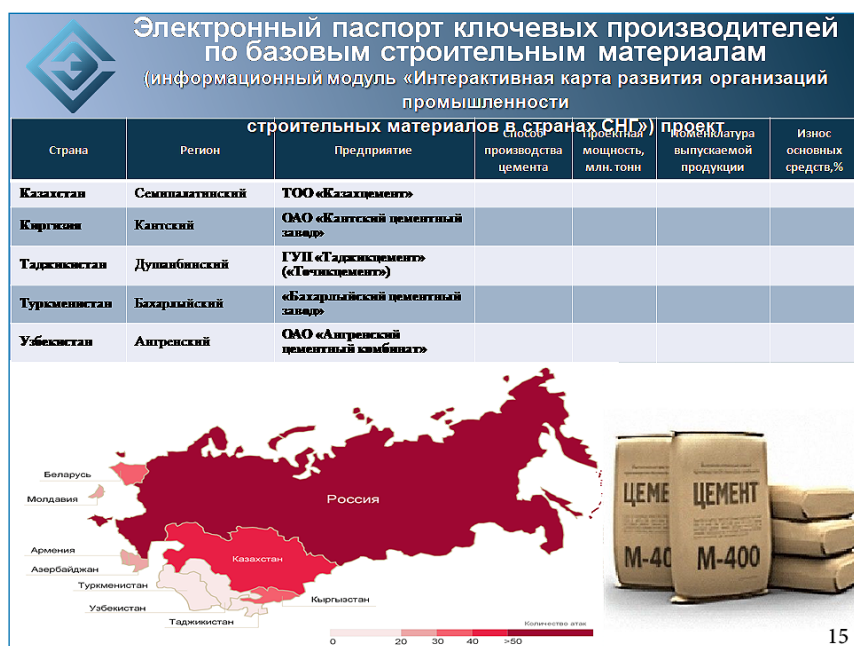 Электронный паспорт ключевых производителей
по базовым строительным материалам
(информационный модуль «Интерактивная карта развития организаций
промышленности
строительных материалов в странах СНГ») проект
Страна
Регион
Предприятие
Способ
производства
цемента
Проектная
мощность,
млн. тонн
Номенклатура
выпускаемой
продукции
Износ
основных
средств,%
Казахстан
Семипалатинский
ТОО «Казахцемент»
Киргизия
Кантский
ОАО «Кантский цементный
завод»
Таджикистан
Душанбинский
ГУП «Таджикцемент»
(«Точикцемент»)
Туркменистан
Бахарлыйский
«Бахарлыйский цементный
завод»
Узбекистан
Ангренский
ОАО «Ангренский
цементный комбинат»
Беларусь
Молдавия
Россия
Армения
Азербайджан
Казахстан
Туркменистан
Кыргызстан
Узбекистан
Таджикистан
Количество атак
0 20 30 40 >50
ЦЕМЕ
М-40
ЦЕМЕНТ
М-400
15